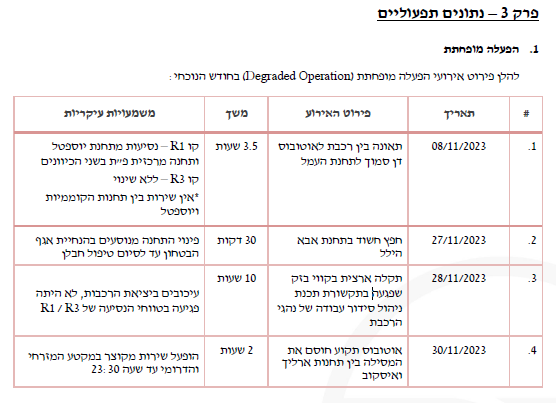 פרק 3 – נתונים תפעוליים
1. הפעלה מופחתת
להלן פירוט אירועי הפעלה מופחתת (Degraded Operation) בחודש הנוכחי:
# תאריך פירוט האירוע משך משמעויות עיקריות
1. 08/11/2023 תאונה בין רכבת לאוטובוס 3.5 שעות קו R1 – נסיעות מתחנת יוספטל
דן סמוך לתחנת העמל ותחנה מרכזית פ״ת בשני הכיוונים
קו R3 – ללא שינוי
*אין שירות בין תחנות הקוממיות
ויוספטל
2. 27/11/2023 חפץ חשוד בתחנת אבא 30 דקות פינוי התחנה מנוסעים בהנחיית אגף
הילל הבטחון עד לסיום טיפול חבלן
3. 28/11/2023 תקלה ארצית בקווי בזק 10 שעות עיכובים ביציאת הרכבות, לא היתה
שפגעה בתקשורת תכנת פגיעה בטווחי הנסיעה של R1 / R3
ניהול סידור עבודה של נהגי
הרכבת
4. 30/11/2023 אוטובוס תקוע חוסם את 2 שעות הופעל שירות מקוצר במקטע המזרחי
המסילה בין תחנות ארליך והדרומי עד שעה 23:30
ואיסקוב